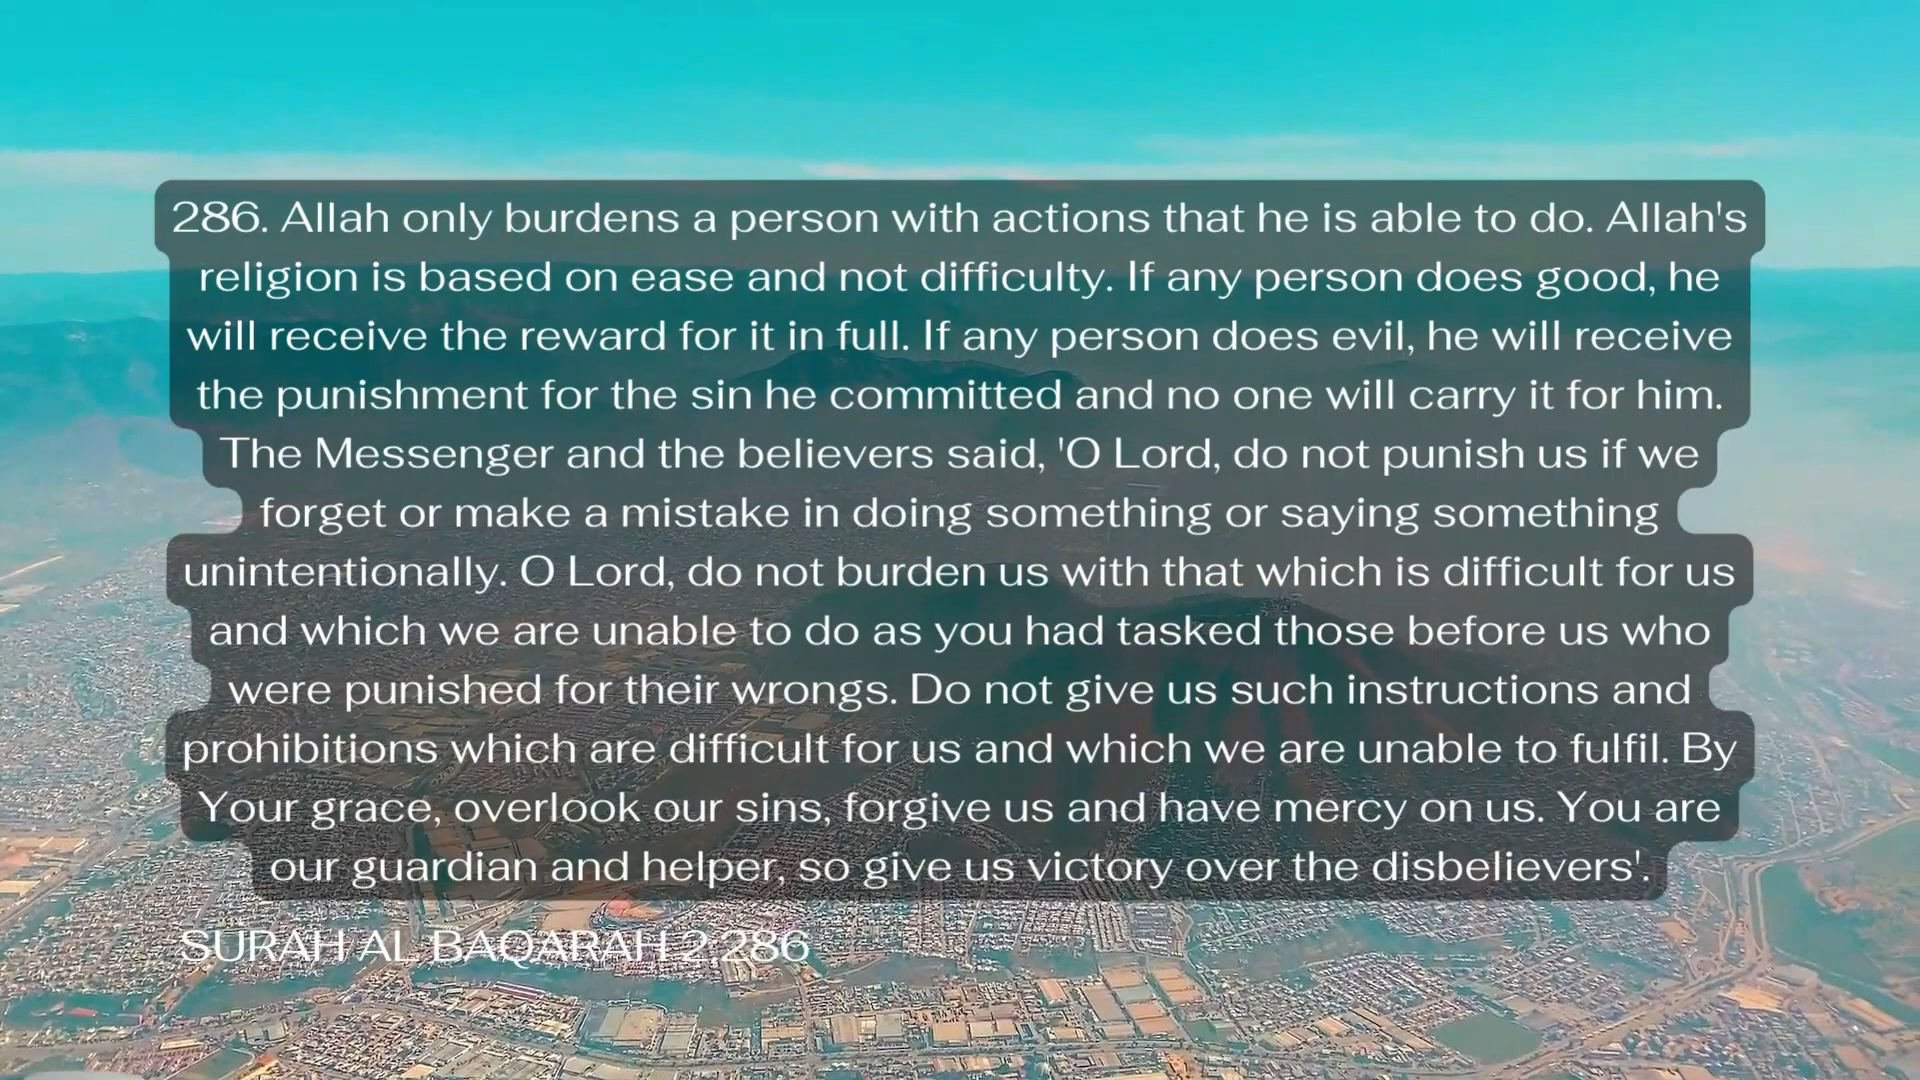 286. Allah only burdens a person with actions that he is able to do. Allah's
religion is based on ease and not difficulty. If any person does good, he
will receive the reward for it in full. If any person does evil, he will receive
the punishment for the sin he committed and no one will carry it for him.
The Messenger and the believers said, 'O Lord, do not punish us if we
forget or make a mistake in doing something or saying something
unintentionally. O Lord, do not burden us with that which is difficult for us
and which we are unable to do as you had tasked those before us who
were punished for their wrongs. Do not give us such instructions and
prohibitions which are difficult for us and which we are unable to fulfil. By
Your grace, overlook our sins, forgive us and have mercy on us. You are
our guardian and helper, so give us victory over the disbelievers'.
SURAH AL BAQARAH 2:286